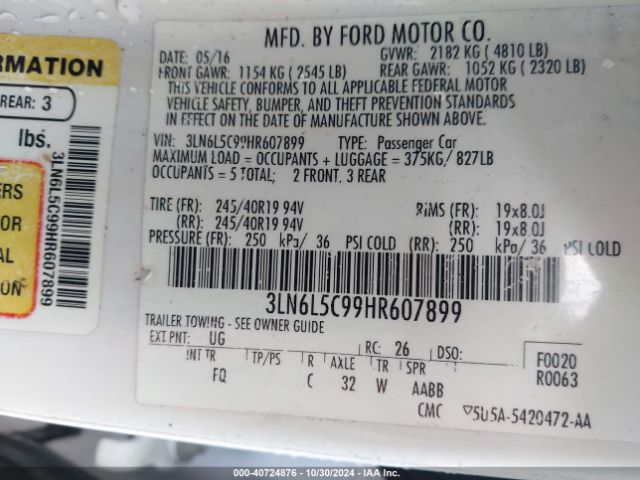 ORMATION
REAR: 3
lbs.
3LN6L5C99HR607899
ERS
OR
AL
ION
MFD. BY FORD MOTOR CO.
DATE: 05/16 GVWR: 2182 KG ( 4810 LB)
FRONT GAWR: 1154 KG ( 2545 LB) REAR GAWR: 1052 KG ( 2320 LB)
THIS VEHICLE CONFORMS TO ALL APPLICABLE FEDERAL MOTOR
VEHICLE SAFETY, BUMPER, AND THEFT PREVENTION STANDARDS
IN EFFECT ON THE DATE OF MANUFACTURE SHOWN ABOVE.
VIN: 3LN6L5C99HR607899 TYPE: Passenger Car
MAXIMUM LOAD = OCCUPANTS + LUGGAGE = 375KG/ 827LB
OCCUPANTS = 5 TOTAL; 2 FRONT, 3 REAR
TIRE (FR): 245/40R19 94V RIMS (FR): 19x8.0J
(RR): 245/40R19 94V (RR): 19x8.0J
PRESSURE (FR): 250 kPa/ 36 PSI COLD (RR): 250 kPa/ 36 PSI COLD
3LN6L5C99HR607899
TRAILER TOWING - SEE OWNER GUIDE
EXT PNT: UG RC: 26 DSO: F0020
INT TR TP/PS R AXLE TR SPR R0063
FQ C 32 W AABB
CMC 5U5A-5420472-AA
000-40724876 - 10/30/2024 - IAA Inc.